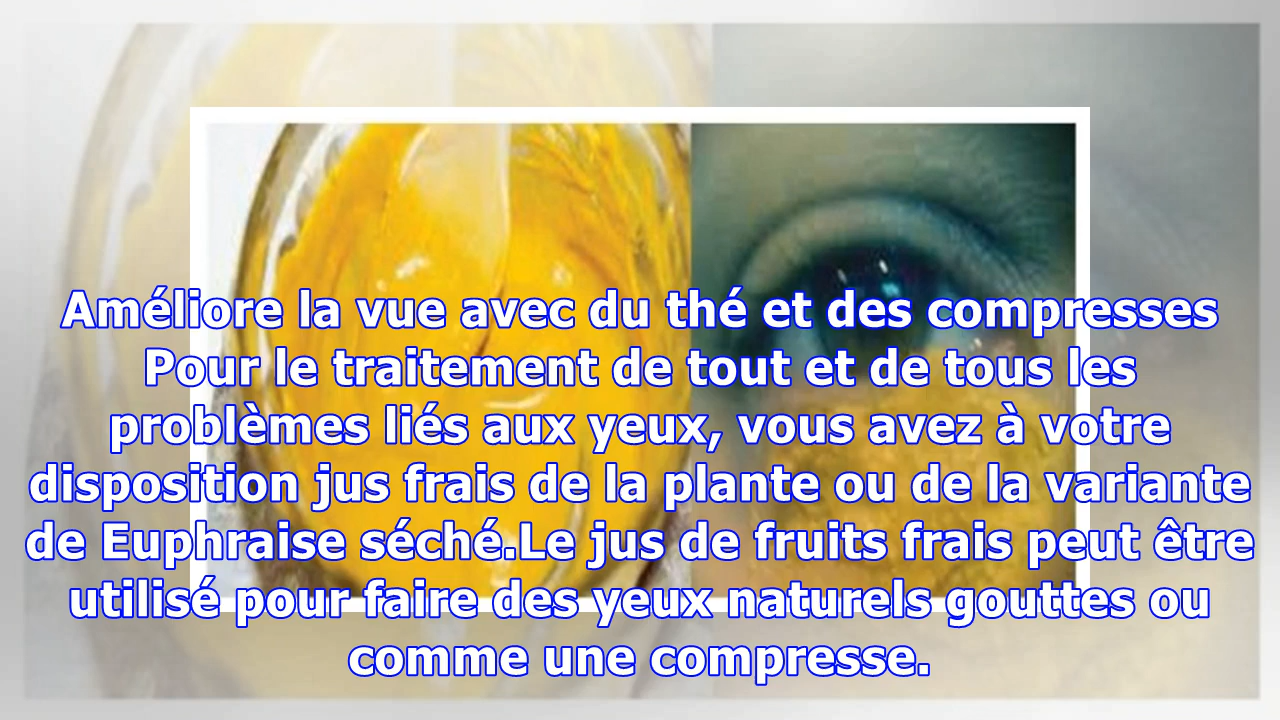 Améliore la vue avec du thé et des compresses
Pour le traitement de tout et de tous les
problèmes liés aux yeux, vous avez à votre
disposition jus frais de la plante ou de la variante
de Euphraise séché.Le jus de fruits frais peut être
utilisé pour faire des yeux naturels gouttes ou
comme une compresse.